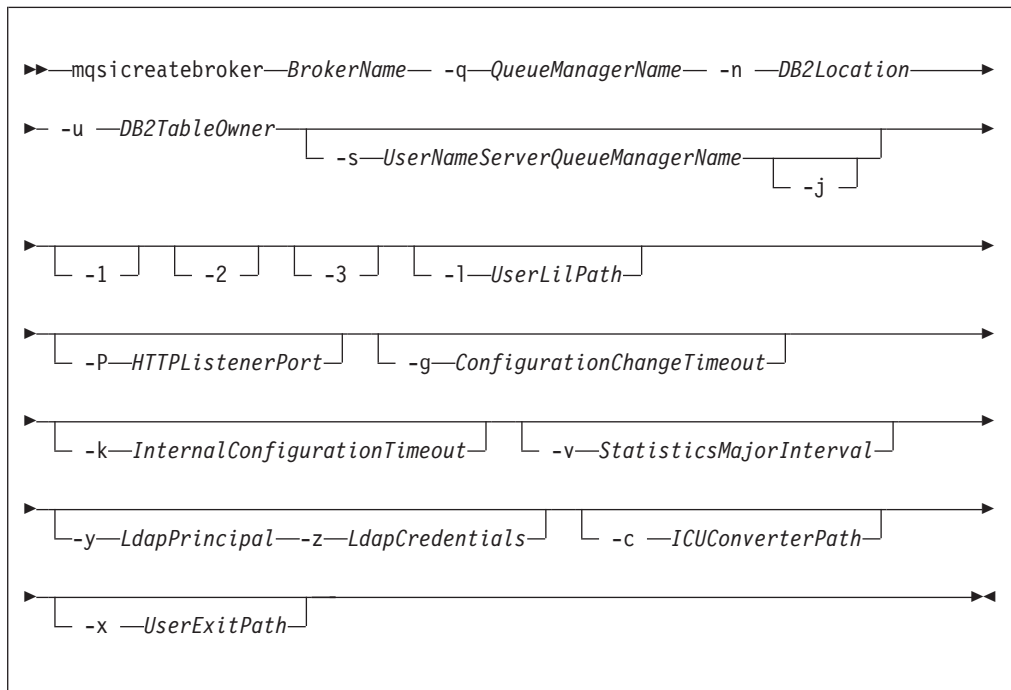 mqsicreatebroker BrokerName -q QueueManagerName -n DB2Location
-u DB2TableOwner
-s UserNameServerQueueManagerName
-j
-1 -2 -3 -l UserLilPath
-P HTTPListenerPort -g ConfigurationChangeTimeout
-k InternalConfigurationTimeout -v StatisticsMajorInterval
-y LdapPrincipal -z LdapCredentials -c ICUConverterPath
-x UserExitPath